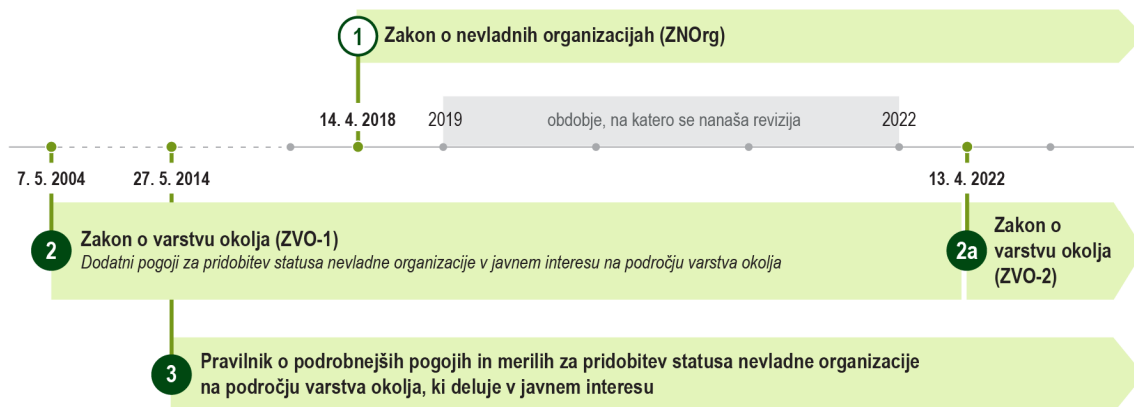 1 Zakon o nevladnih organizacijah (ZNOrg)
14. 4. 2018 2019 obdobje, na katero se nanaša revizija 2022
7. 5. 2004 27. 5. 2014 13. 4. 2022
2 Zakon o varstvu okolja (ZVO-1)
Dodatni pogoji za pridobitev statusa nevladne organizacije v javnem interesu na področju varstva okolja
2a Zakon o
varstvu okolja
(ZVO-2)
3 Pravilnik o podrobnejših pogojih in merilih za pridobitev statusa nevladne organizacije
na področju varstva okolja, ki deluje v javnem interesu